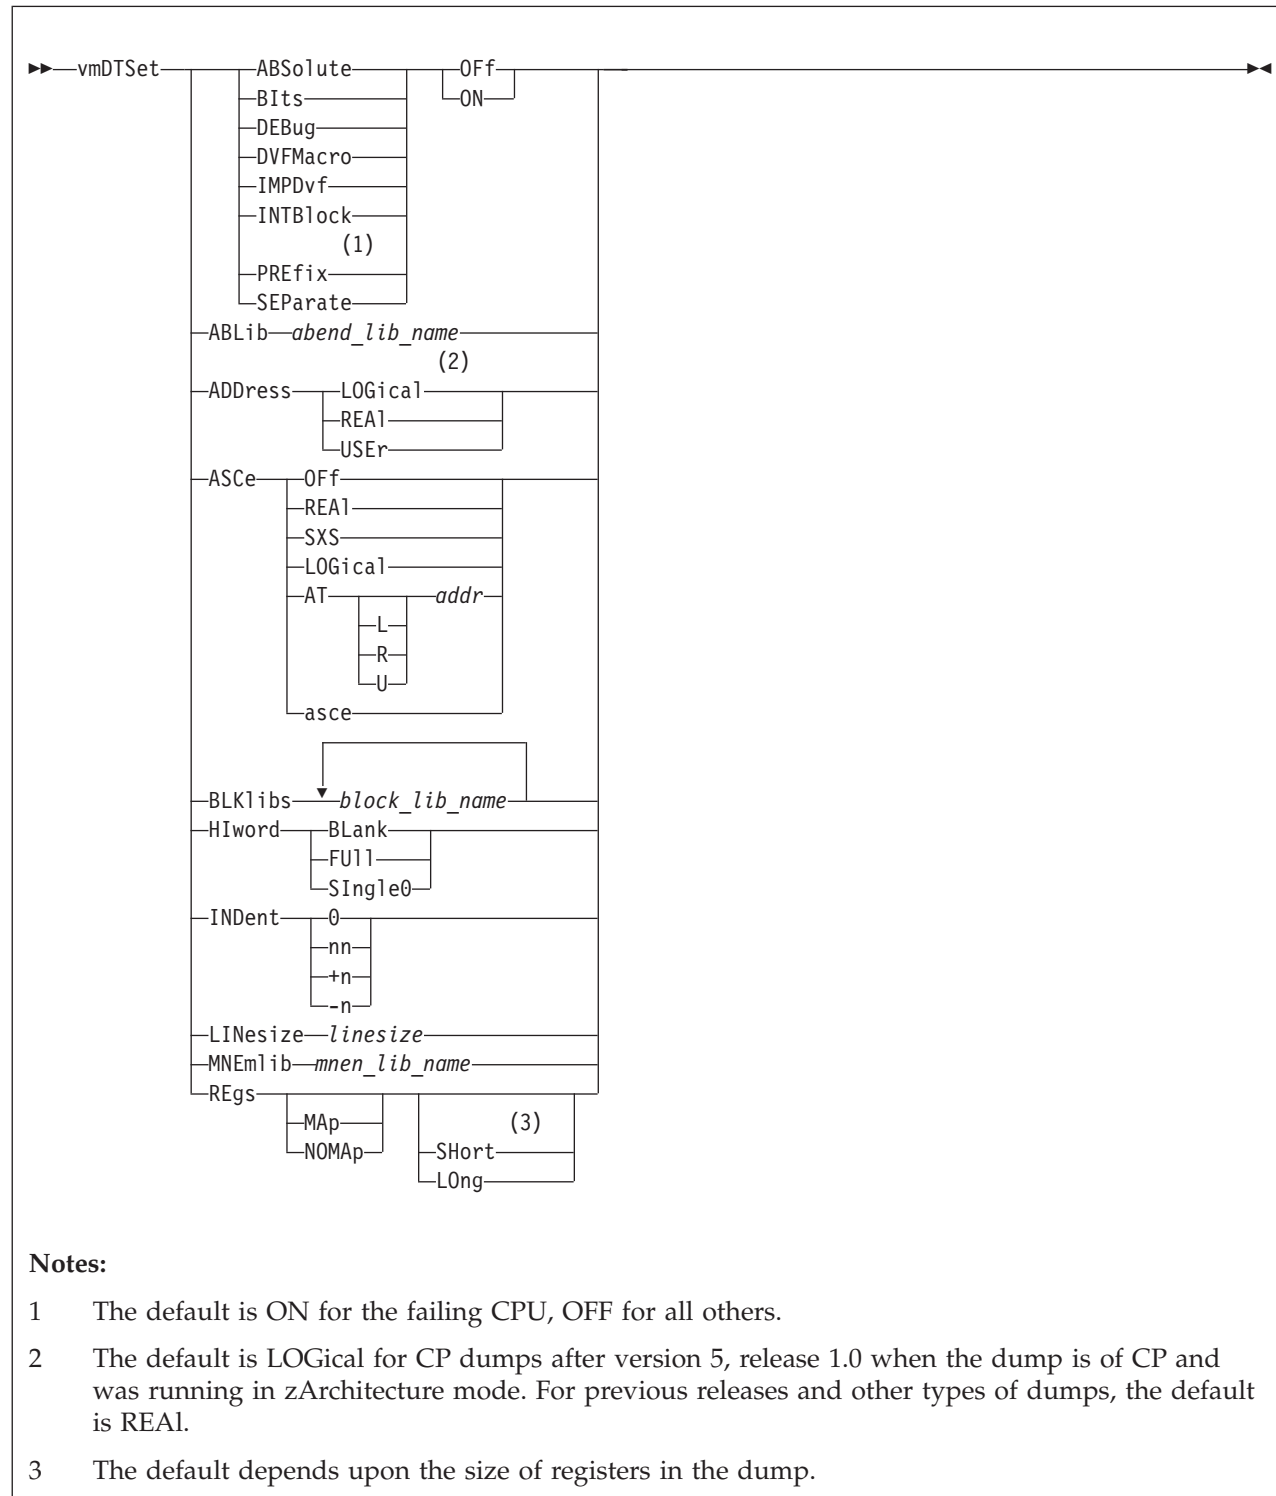 vmDTSet ABSolute OFf
BIts ON
DEBug
DVFMacro
IMPDvf
INTBlock
(1)
PREfix
SEParate
ABLib abend_lib_name
(2)
ADDress LOGical
REAl
USEr
ASCe OFf
REAl
SXS
LOGical
AT addr
L
R
U
asce
BLKlibs block_lib_name
HIword BLank
FUll
SIngle0
INDent 0
nn
+n
-n
LINesize linesize
MNEmlib mnen_lib_name
REgs
MAp (3)
NOMAp SHort
LOng
Notes:
1 The default is ON for the failing CPU, OFF for all others.
2 The default is LOGical for CP dumps after version 5, release 1.0 when the dump is of CP and
was running in zArchitecture mode. For previous releases and other types of dumps, the default
is REAl.
3 The default depends upon the size of registers in the dump.